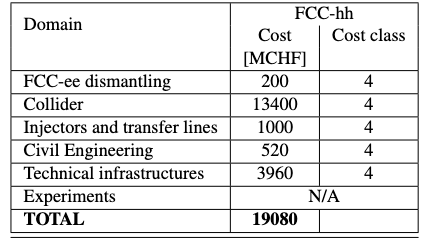 Domain FCC-hh
Cost Cost class
[MCHF]
FCC-ee dismantling 200 4
Collider 13400 4
Injectors and transfer lines 1000 4
Civil Engineering 520 4
Technical infrastructures 3960 4
Experiments N/A
TOTAL 19080